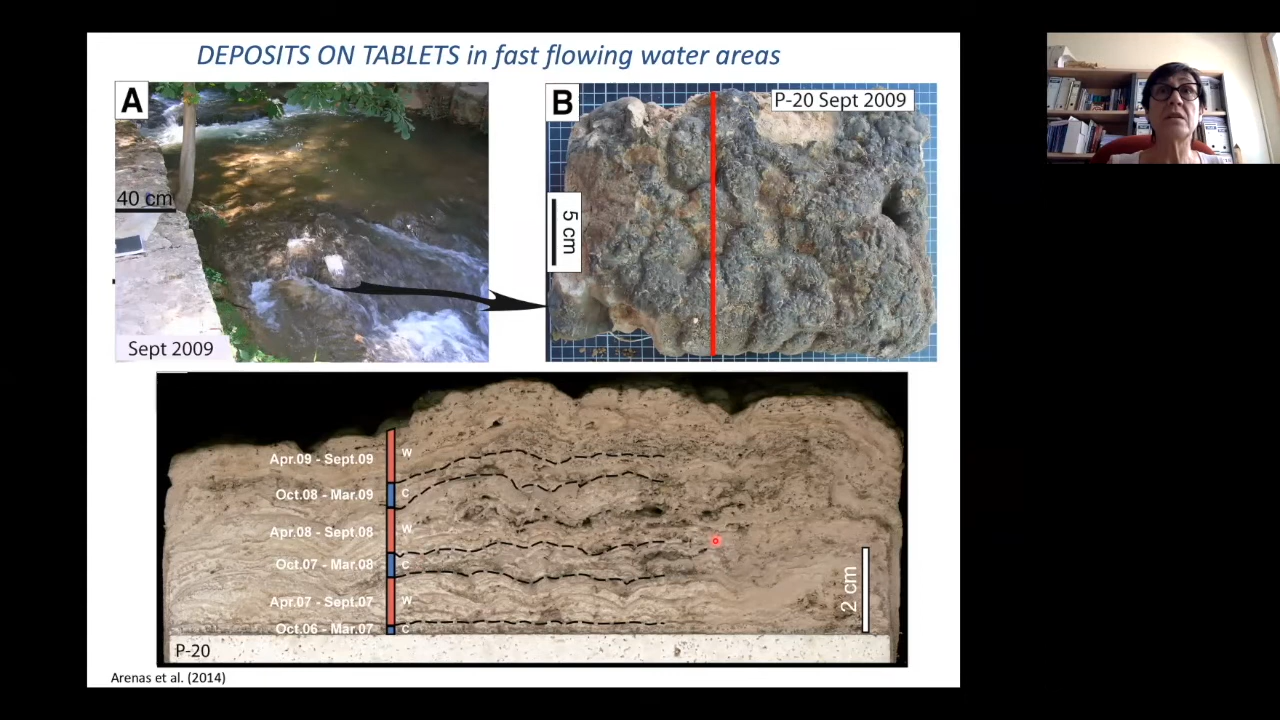 DEPOSITS ON TABLETS in fast flowing water areas
A
40 cm
Sept 2009
B
P-20 Sept 2009
5 cm
Apr.09 - Sept.09
W
Oct.08 - Mar.09
C
Apr.08 - Sept.08
W
Oct.07 - Mar.08
C
Apr.07 - Sept.07
W
Oct.06 - Mar.07
C
2 cm
P-20
Arenas et al. (2014)